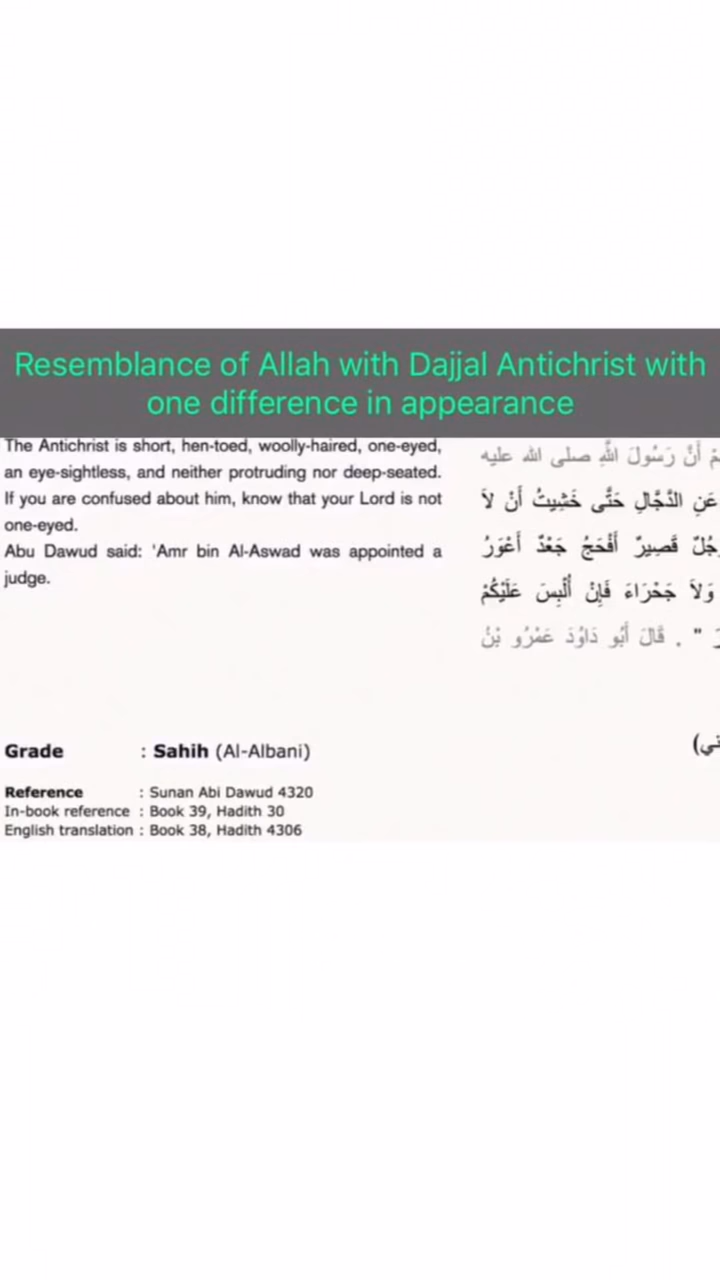 Resemblance of Allah with Dajjal Antichrist with
one difference in appearance
The Antichrist is short, hen-toed, woolly-haired, one-eyed,
an eye-sightless, and neither protruding nor deep-seated.
If you are confused about him, know that your Lord is not
one-eyed.
Abu Dawud said: 'Amr bin Al-Aswad was appointed a
judge.
أَنَّ رَسُولَ اللَّهِ صلى الله عليه
عَنِ الدَّجَّالِ حَتَّى خَشِيتُ أَنْ لاَ
قَصِيرٌ أَفْحَجُ جَعْدٌ أَعْوَرُ
وَلاَ جَحْرَاءَ فَإِنْ أُلْبِسَ عَلَيْكُمْ
" . قَالَ أَبُو دَاوُدَ عَمْرُو بْنُ
Grade : Sahih (Al-Albani)
Reference : Sunan Abi Dawud 4320
In-book reference : Book 39, Hadith 30
English translation : Book 38, Hadith 4306